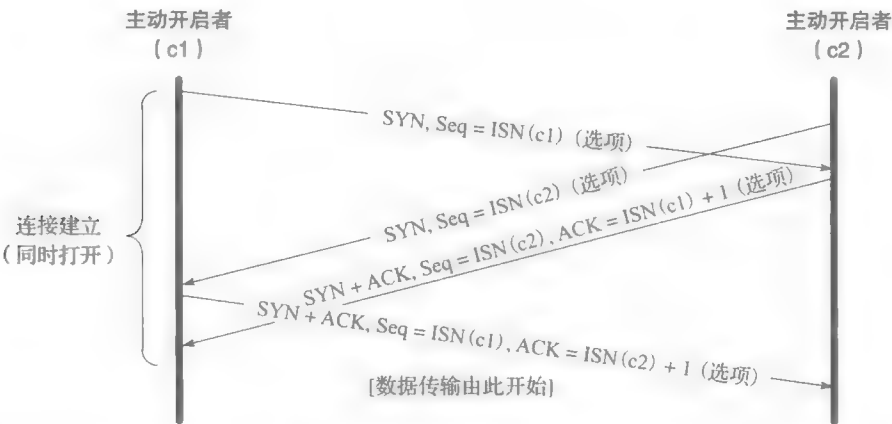 主动开启者
(c1)
主动开启者
(c2)
SYN, Seq = ISN(c1) (选项)
SYN, Seq = ISN(c2) (选项)
SYN + ACK, Seq = ISN(c2), ACK = ISN(c1) + 1 (选项)
连接建立
(同时打开)
SYN + ACK, Seq = ISN(c1), ACK = ISN(c2) + 1 (选项)
[数据传输由此开始]